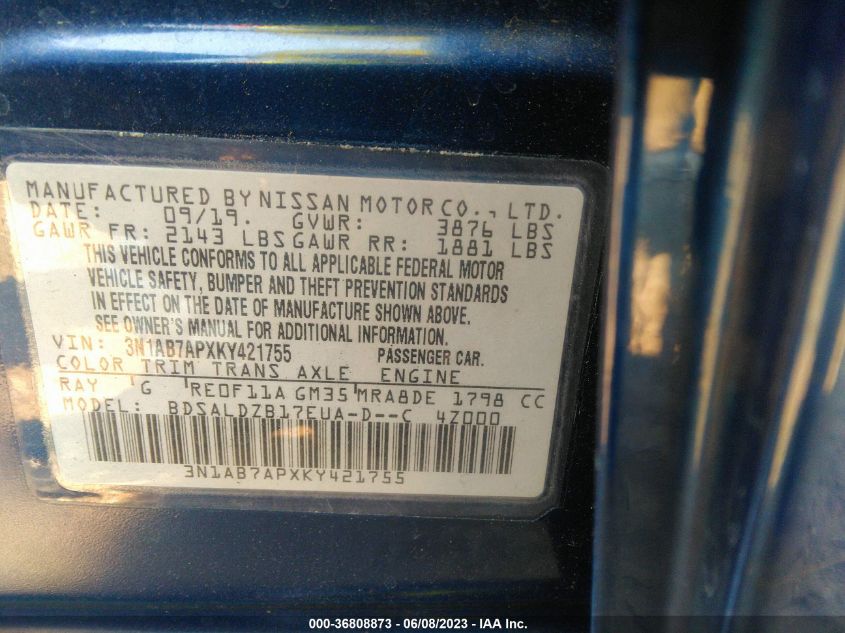 MANUFACTURED BY NISSAN MOTOR CO., LTD.
DATE: 09/19. GVWR: 3876 LBS
GAWR FR: 2143 LBS GAWR RR: 1881 LBS
THIS VEHICLE CONFORMS TO ALL APPLICABLE FEDERAL MOTOR
VEHICLE SAFETY, BUMPER AND THEFT PREVENTION STANDARDS
IN EFFECT ON THE DATE OF MANUFACTURE SHOWN ABOVE.
SEE OWNER'S MANUAL FOR ADDITIONAL INFORMATION.
VIN: 3N1AB7APXKY421755 PASSENGER CAR.
COLOR TRIM TRANS AXLE ENGINE
RAY G RE0F11A GM35 MRA8DE 1798 CC
MODEL: BDSALDZB17EUA-D--C 4Z000
3N1AB7APXKY421755
000-36808873 - 06/08/2023 - IAA Inc.